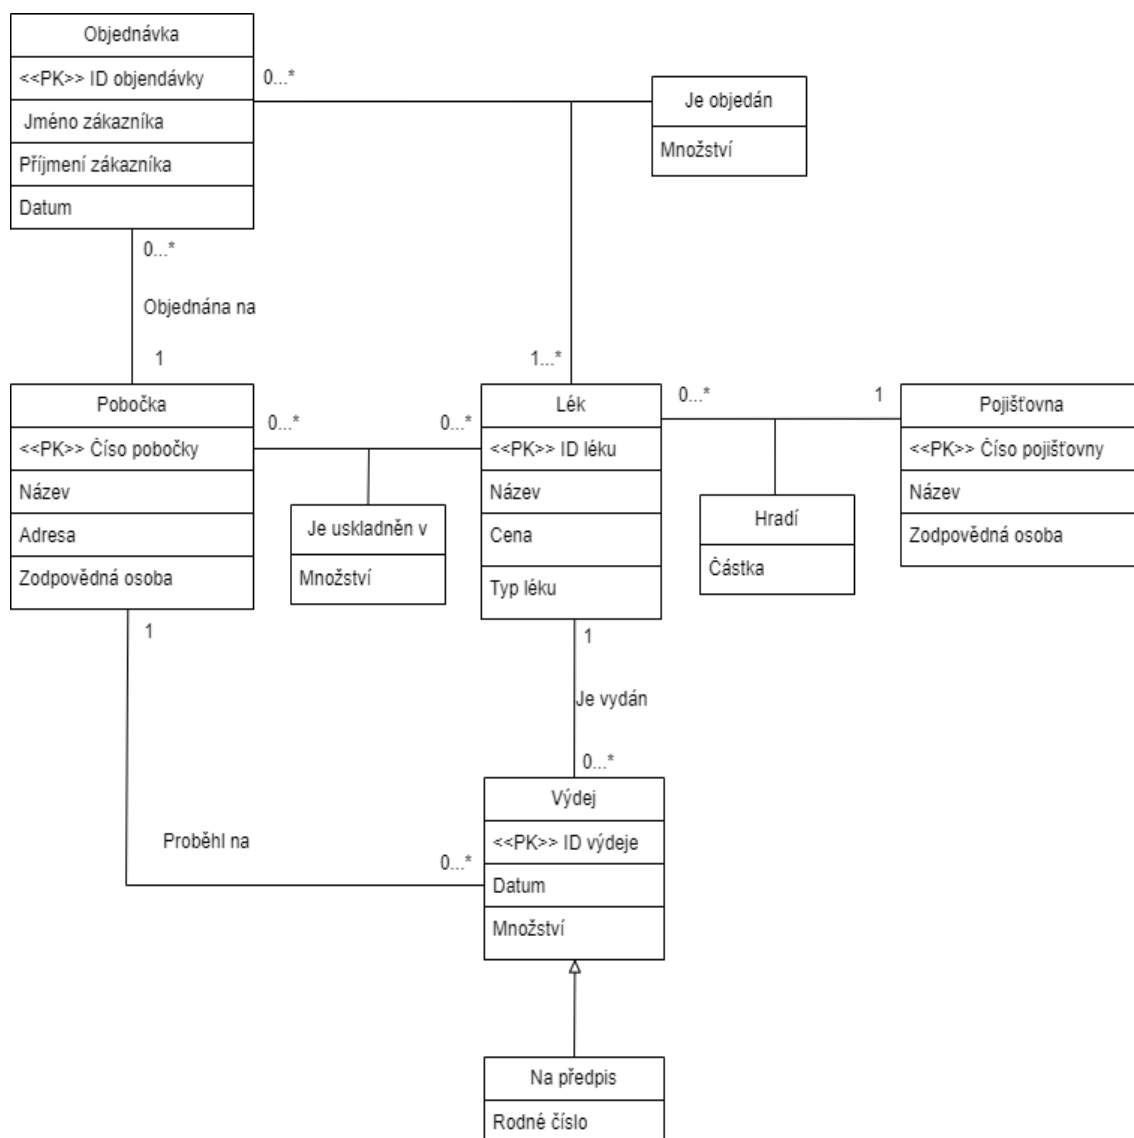 Objednávka
<<PK>> ID objendávky
Jméno zákazníka
Příjmení zákazníka
Datum
0...*
Je objedán
Množství
0...*
Objednána na
1
1...*
Pobočka
<<PK>> Číso pobočky
Název
Adresa
Zodpovědná osoba
0...*
0...*
Je uskladněn v
Množství
Lék
<<PK>> ID léku
Název
Cena
Typ léku
0...*
1
Hradí
Částka
Pojišťovna
<<PK>> Číso pojišťovny
Název
Zodpovědná osoba
1
1
Je vydán
0...*
Proběhl na
0...*
Výdej
<<PK>> ID výdeje
Datum
Množství
Na předpis
Rodné číslo